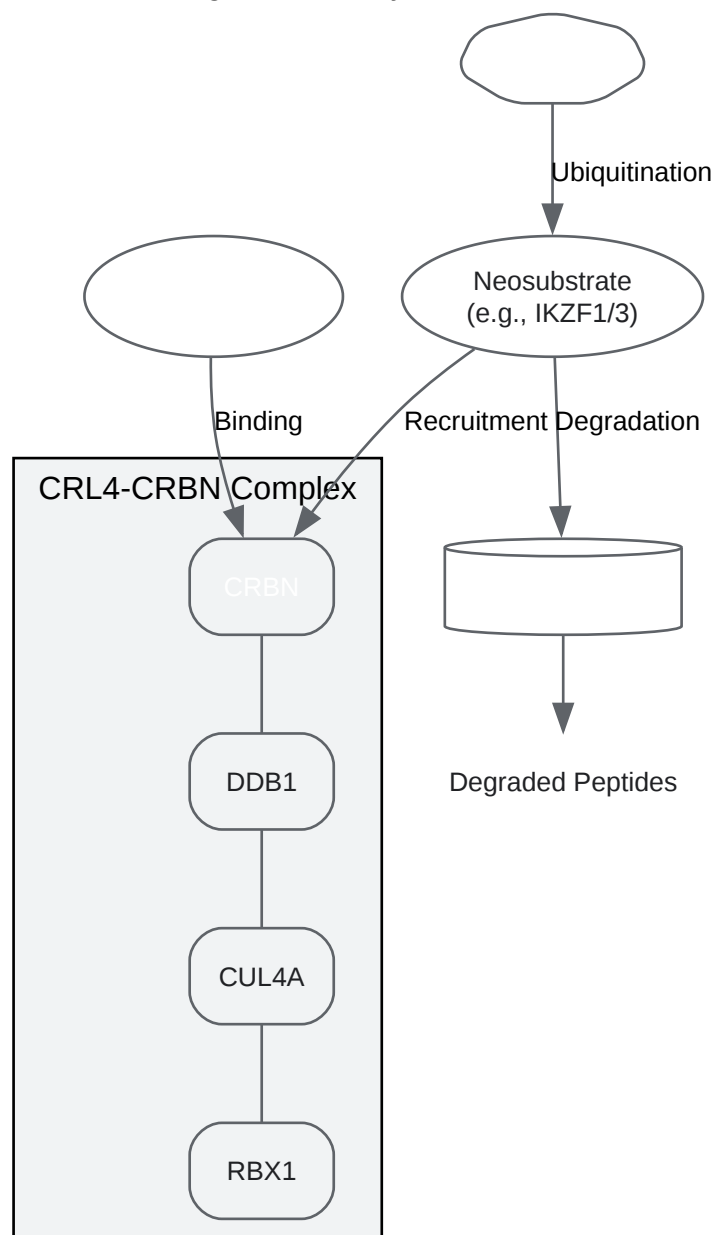 Ubiquitination
Neosubstrate
(e.g., IKZF1/3)
Binding
Recruitment
Degradation
CRL4-CRBN Complex
CRBN
DDB1
Degraded Peptides
CUL4A
RBX1